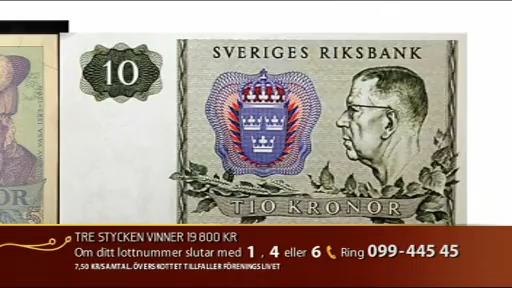 SVERIGES RIKSBANK
10
TIO KRONOR
TRE STYCKEN VINNER 19 800 KR
Om ditt lottnummer slutar med 1 , 4 eller 6 Ring 099-445 45
7,50 KR/SAMTAL. ÖVERSKOTTET TILLFALLER FÖRENINGSLIVET